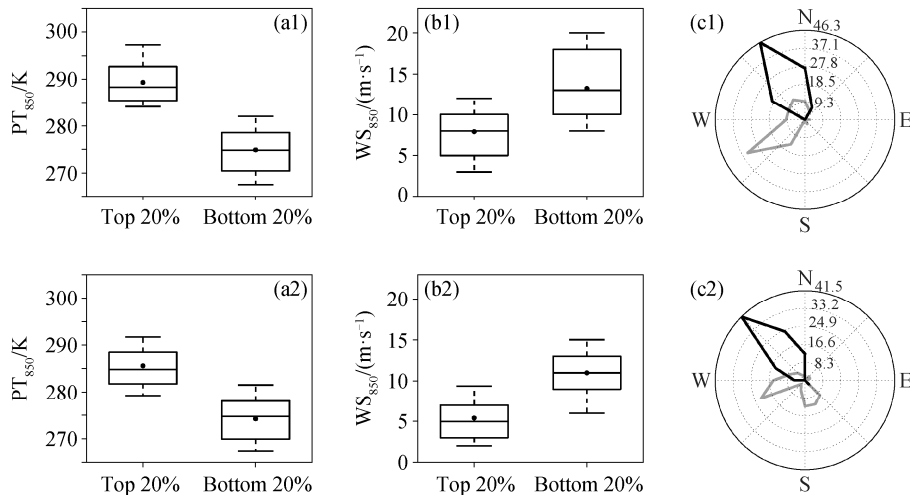 (a1)
PT850/K
300
290
275
270
Top 20%
Bottom 20%
(b1)
WS850/(m·s⁻¹)
20
15
10
5
0
Top 20%
Bottom 20%
(c1)
N
46.3
37.1
27.8
18.5
9.3
W
E
S
(a2)
PT850/K
300
290
285
275
270
Top 20%
Bottom 20%
(b2)
WS850/(m·s⁻¹)
20
15
10
5
0
Top 20%
Bottom 20%
(c2)
N
41.5
33.2
24.9
16.6
8.3
W
E
S